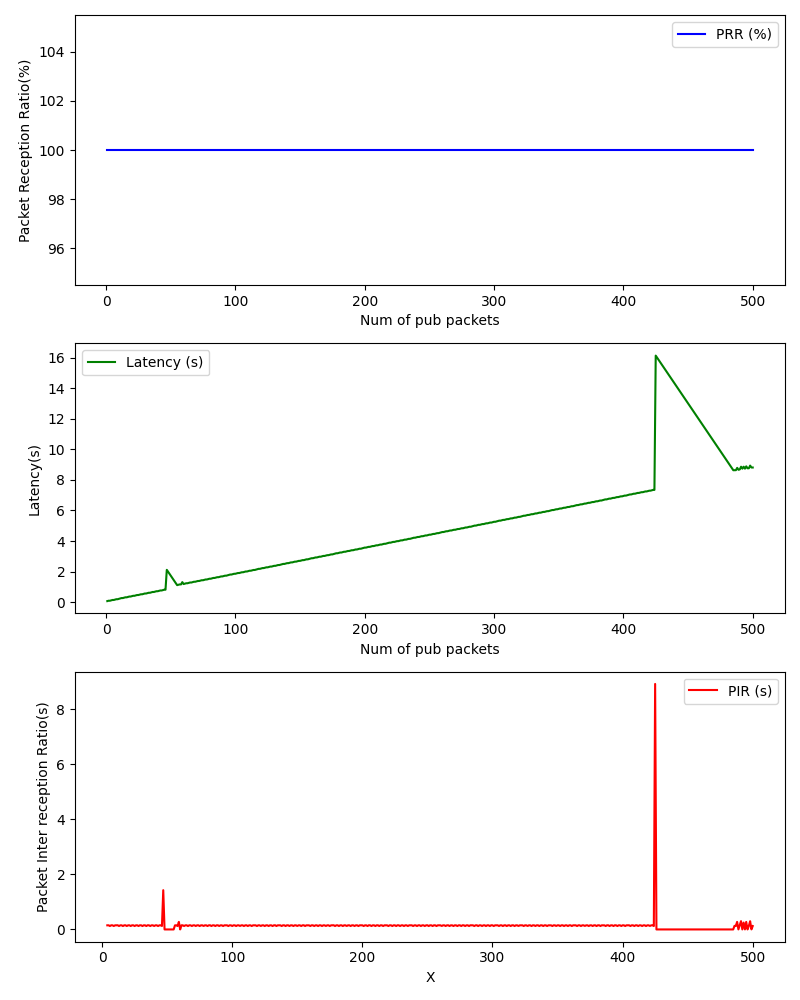 PRR (%)
104
102
100
98
96
Packet Reception Ratio(%)
0 100 200 300 400 500
Num of pub packets
Latency (s)
16
14
12
10
8
6
4
2
0
Latency(s)
0 100 200 300 400 500
Num of pub packets
PIR (s)
8
6
4
2
0
Packet Inter reception Ratio(s)
0 100 200 300 400 500
X